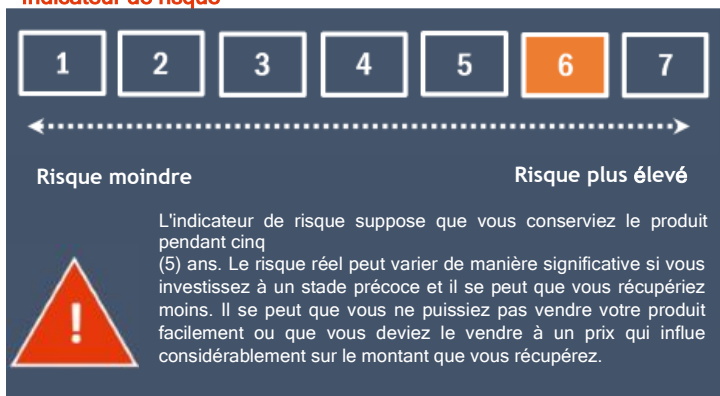 Indicateur de risque
1 2 3 4 5 6 7
Risque moindre Risque plus élevé
L'indicateur de risque suppose que vous conserviez le produit
pendant cinq
(5) ans. Le risque réel peut varier de manière significative si vous
investissez à un stade précoce et il se peut que vous récupériez
moins. Il se peut que vous ne puissiez pas vendre votre produit
facilement ou que vous deviez le vendre à un prix qui influe
considérablement sur le montant que vous récupérez.
!